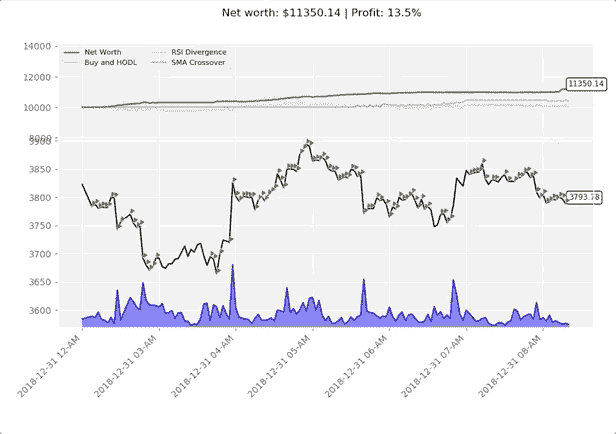 Net worth: $11350.14 | Profit: 13.5%
14000
Net Worth
RSI Divergence
Buy and HODL
SMA Crossover
12000
11350.14
10000
8000
3900
3850
3800
3793.78
3750
3700
3650
3600
2018-12-31 12-AM
2018-12-31 03-AM
2018-12-31 04-AM
2018-12-31 05-AM
2018-12-31 06-AM
2018-12-31 07-AM
2018-12-31 08-AM